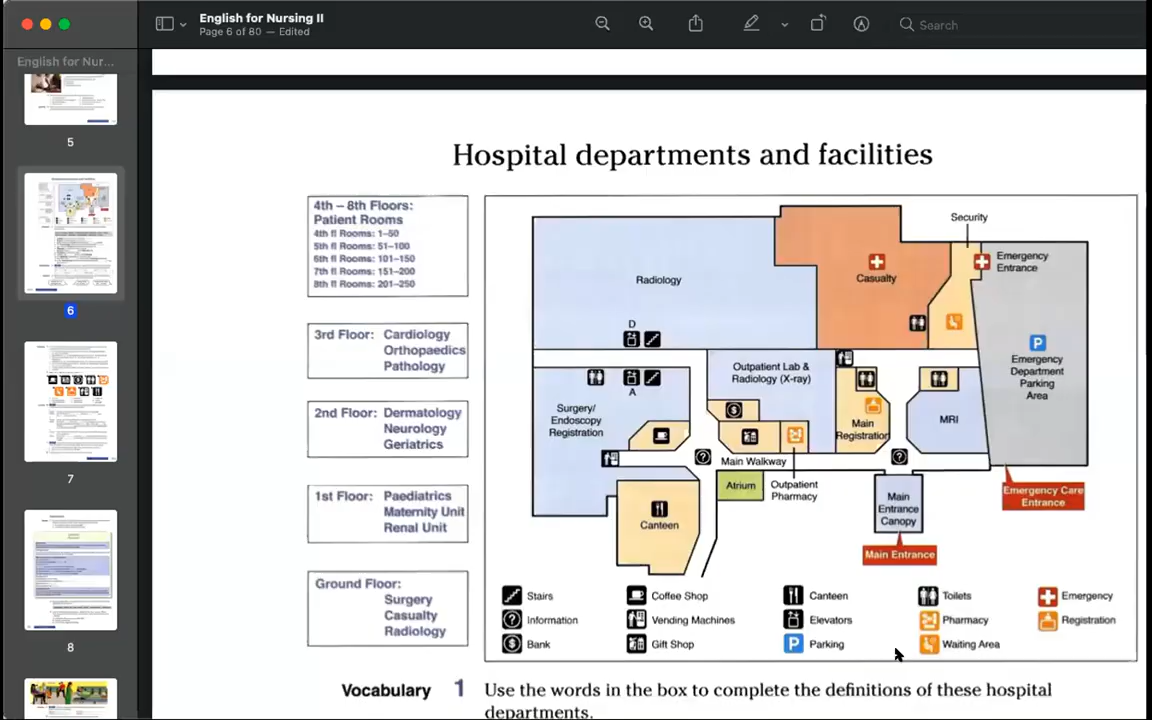 English for Nursing II
Page 6 of 80 — Edited
Search
English for Nur...
5
6
7
8
Hospital departments and facilities
4th – 8th Floors:
Patient Rooms
4th fl Rooms: 1–50
5th fl Rooms: 51–100
6th fl Rooms: 101–150
7th fl Rooms: 151–200
8th fl Rooms: 201–250
3rd Floor: Cardiology
Orthopaedics
Pathology
2nd Floor: Dermatology
Neurology
Geriatrics
1st Floor: Paediatrics
Maternity Unit
Renal Unit
Ground Floor:
Surgery
Casualty
Radiology
Security
Emergency
Entrance
Radiology
Casualty
D
P
Emergency
Department
Parking
Area
Outpatient Lab &
Radiology (X-ray)
A
Surgery/
Endoscopy
Registration
Main
Registration
MRI
Main Walkway
Atrium
Outpatient
Pharmacy
Canteen
Main
Entrance
Canopy
Emergency Care
Entrance
Main Entrance
Stairs
Coffee Shop
Canteen
Toilets
Emergency
Information
Vending Machines
Elevators
Pharmacy
Registration
Bank
Gift Shop
P Parking
Waiting Area
Vocabulary 1 Use the words in the box to complete the definitions of these hospital
departments.